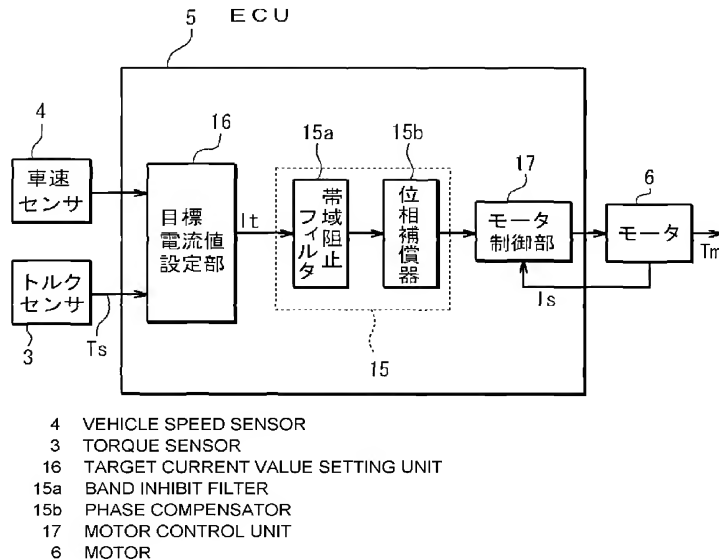 5 ECU
4
車速
センサ
16
目標
電流値
設定部
It
15a
帯域阻止
フィルタ
15b
位相補償器
17
モータ
制御部
6
モータ
Tm
Is
トルク
センサ
3
Ts
15
4 VEHICLE SPEED SENSOR
3 TORQUE SENSOR
16 TARGET CURRENT VALUE SETTING UNIT
15a BAND INHIBIT FILTER
15b PHASE COMPENSATOR
17 MOTOR CONTROL UNIT
6 MOTOR